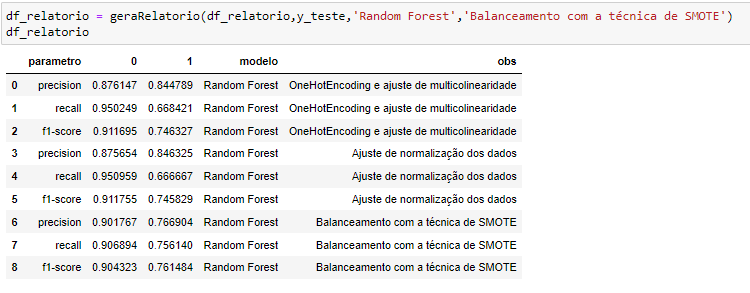 df_relatorio = geraRelatorio(df_relatorio,y_teste,'Random Forest','Balanceamento com a técnica de SMOTE')
df_relatorio
parametro 0 1 modelo obs
0 precision 0.876147 0.844789 Random Forest OneHotEncoding e ajuste de multicolinearidade
1 recall 0.950249 0.668421 Random Forest OneHotEncoding e ajuste de multicolinearidade
2 f1-score 0.911695 0.746327 Random Forest OneHotEncoding e ajuste de multicolinearidade
3 precision 0.875654 0.846325 Random Forest Ajuste de normalização dos dados
4 recall 0.950959 0.666667 Random Forest Ajuste de normalização dos dados
5 f1-score 0.911755 0.745829 Random Forest Ajuste de normalização dos dados
6 precision 0.901767 0.766904 Random Forest Balanceamento com a técnica de SMOTE
7 recall 0.906894 0.756140 Random Forest Balanceamento com a técnica de SMOTE
8 f1-score 0.904323 0.761484 Random Forest Balanceamento com a técnica de SMOTE